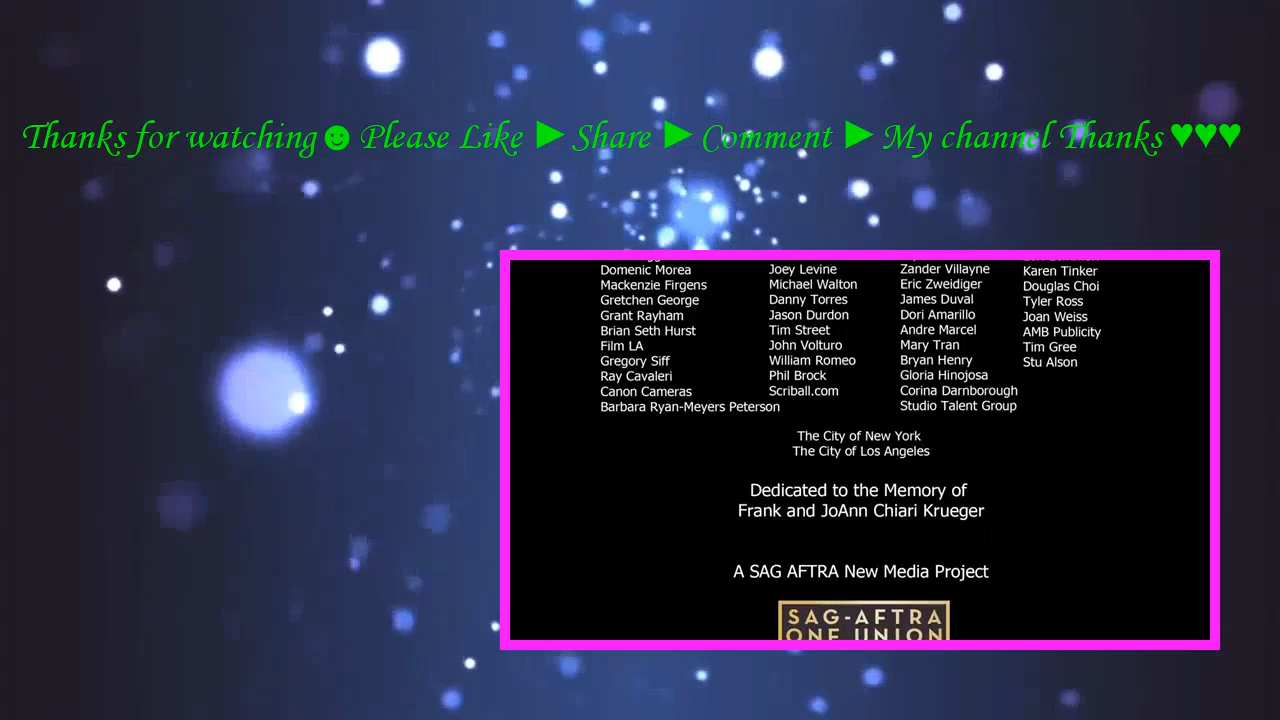 Thanks for watching☻Please Like ► Share ► Comment ► My channel Thanks ♥♥♥
Domenic Morea
Mackenzie Firgens
Gretchen George
Grant Rayham
Brian Seth Hurst
Film LA
Gregory Siff
Ray Cavaleri
Canon Cameras
Barbara Ryan-Meyers Peterson
Joey Levine
Michael Walton
Danny Torres
Jason Durdon
Tim Street
John Volturo
William Romeo
Phil Brock
Scriball.com
Zander Villayne
Eric Zweidiger
James Duval
Dori Amarillo
Andre Marcel
Mary Tran
Bryan Henry
Gloria Hinojosa
Corina Darnborough
Studio Talent Group
Karen Tinker
Douglas Choi
Tyler Ross
Joan Weiss
AMB Publicity
Tim Gree
Stu Alson
The City of New York
The City of Los Angeles
Dedicated to the Memory of
Frank and JoAnn Chiari Krueger
A SAG AFTRA New Media Project
SAG-AFTRA
ONE UNION